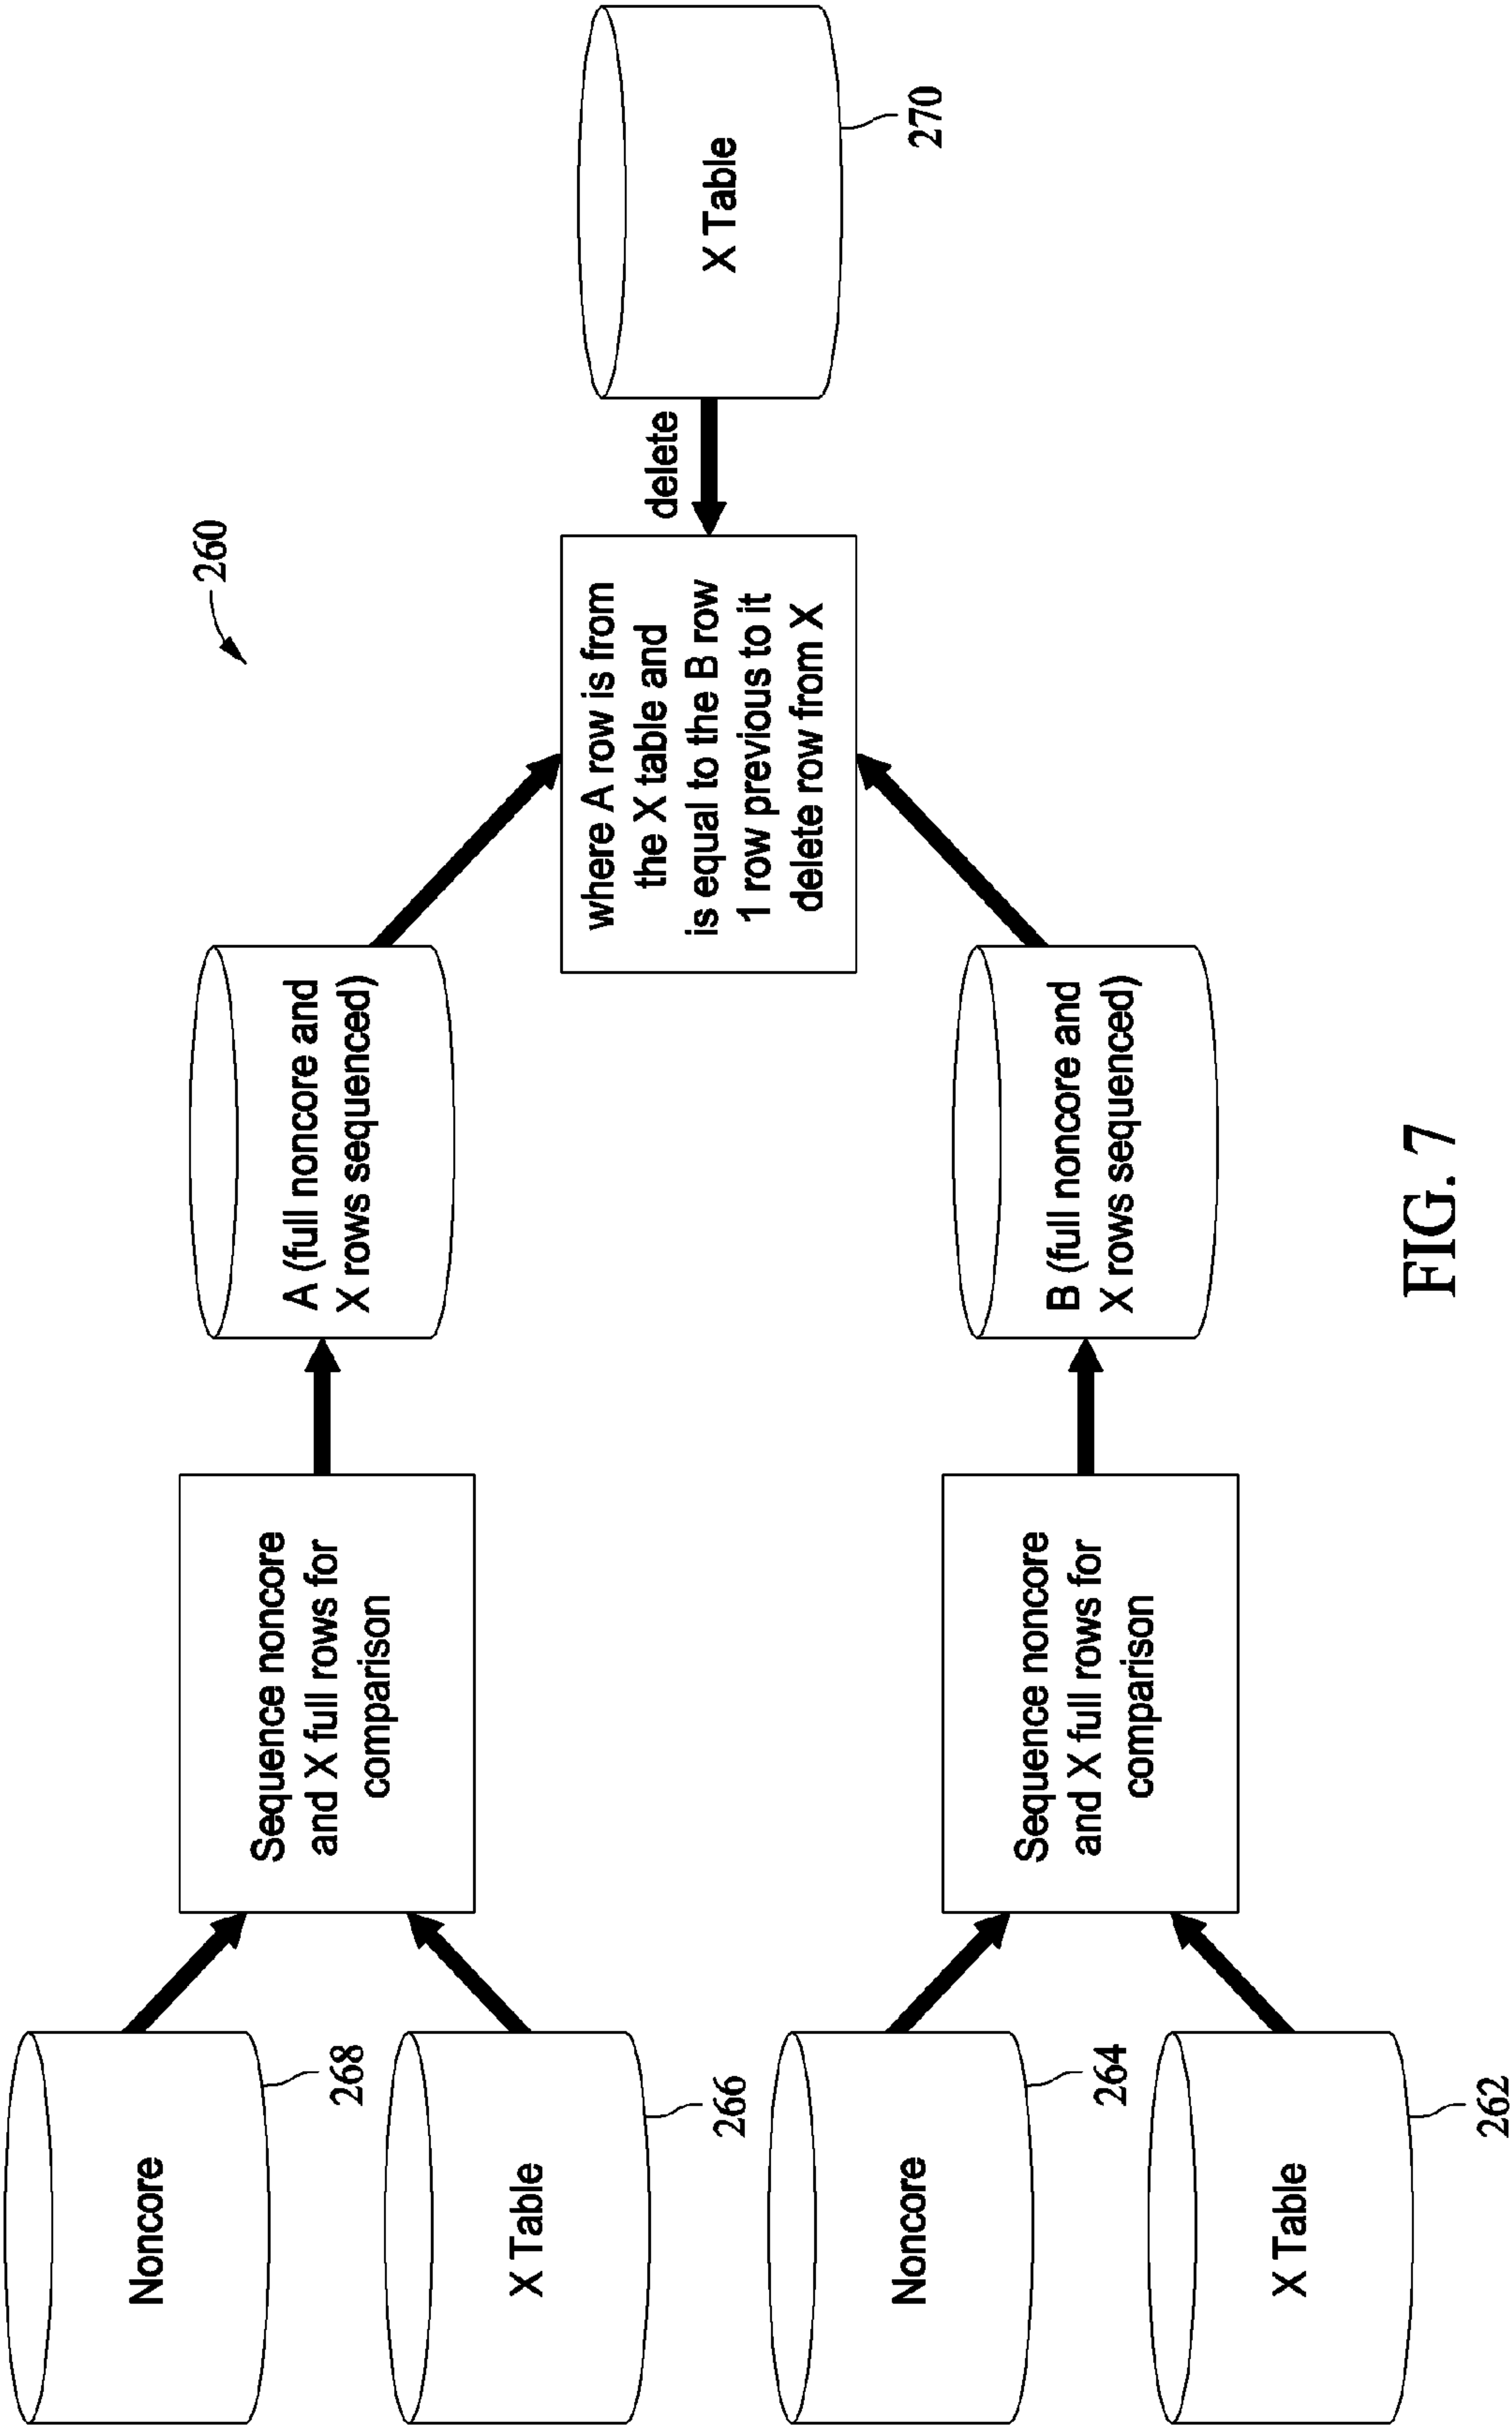 260
Noncore
268
X Table
266
Sequence noncore
and X full rows for
comparison
A (full noncore and
X rows sequenced)
Noncore
264
X Table
262
Sequence noncore
and X full rows for
comparison
B (full noncore and
X rows sequenced)
where A row is from
the X table and
is equal to the B row
1 row previous to it
delete row from X
delete
X Table
270
FIG. 7